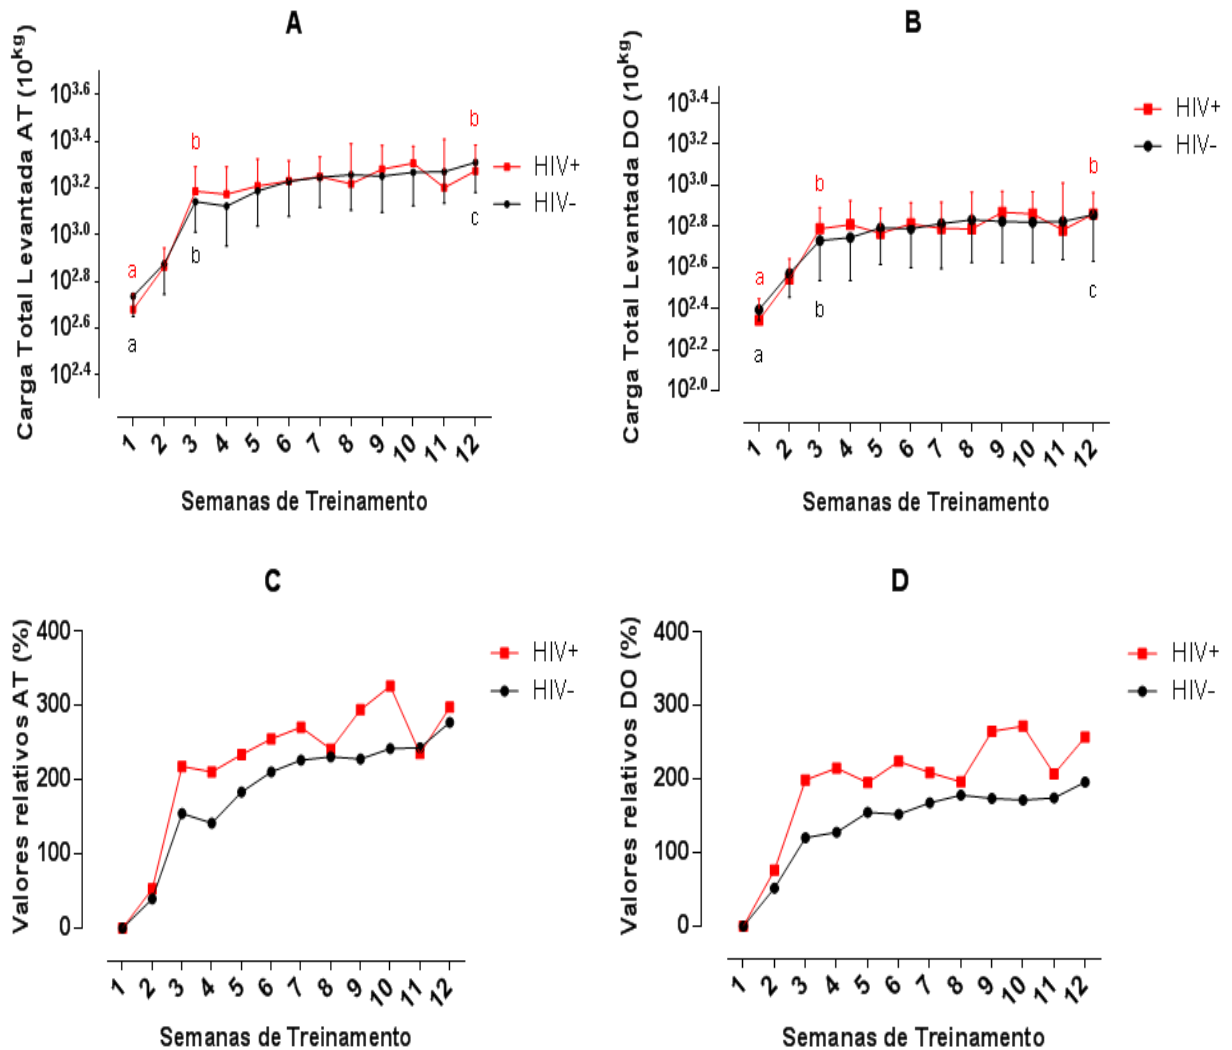 A
Carga Total Levantada AT (10^kg)
10^3.6
10^3.4
10^3.2
10^3.0
10^2.8
10^2.6
10^2.4
b
b
HIV+
HIV-
a
b
c
a
1 2 3 4 5 6 7 8 9 10 11 12
Semanas de Treinamento
B
Carga Total Levantada DO (10^kg)
10^3.4
10^3.2
10^3.0
10^2.8
10^2.6
10^2.4
10^2.2
10^2.0
HIV+
HIV-
b
b
a
b
c
a
1 2 3 4 5 6 7 8 9 10 11 12
Semanas de Treinamento
C
Valores relativos AT (%)
400
300
200
100
0
HIV+
HIV-
1 2 3 4 5 6 7 8 9 10 11 12
Semanas de Treinamento
D
Valores relativos DO (%)
400
300
200
100
0
HIV+
HIV-
1 2 3 4 5 6 7 8 9 10 11 12
Semanas de Treinamento